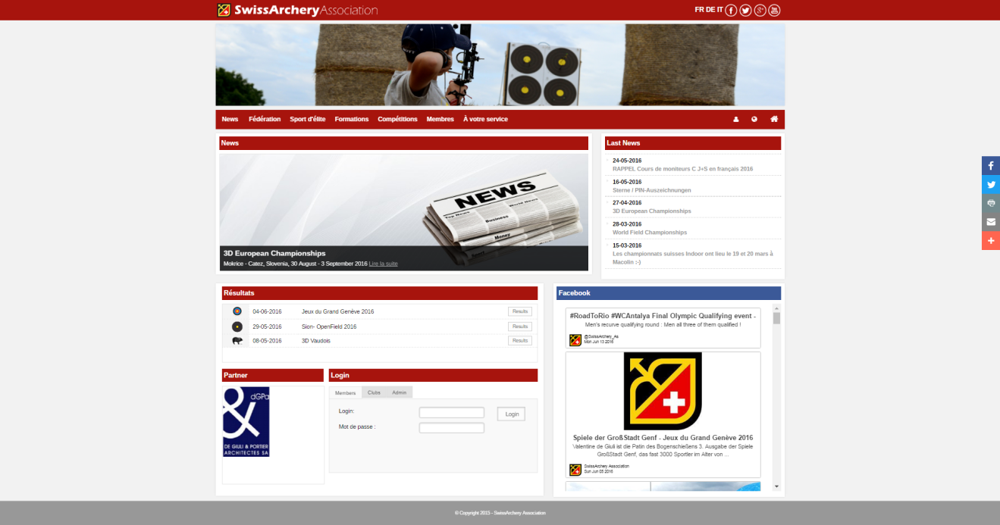 SwissArcheryAssociation
FR DE IT
News Fédération Sport d'élite Formations Compétitions Membres À votre service
News
NEWS
Top News
World News
Business
Money
3D European Championships
Mokrice - Catez, Slovenia, 30 August - 3 September 2016 Lire la suite
Last News
24-05-2016
RAPPEL Cours de moniteurs C J+S en français 2016
16-05-2016
Sterne / PIN-Auszeichnungen
27-04-2016
3D European Championships
28-03-2016
World Field Championships
15-03-2016
Les championnats suisses Indoor ont lieu le 19 et 20 mars à
Macolin :-)
Résultats
04-06-2016 Jeux du Grand Genève 2016 Results
29-05-2016 Sion- OpenField 2016 Results
08-05-2016 3D Vaudois Results
Partner
dGPa
&
DE GIULI & PORTIER
ARCHITECTES SA
Login
Members Clubs Admin
Login:
Login
Mot de passe :
Facebook
#RoadToRio #WCAntalya Final Olympic Qualifying event -
Men's recurve qualifying round : Men all three of them qualified !
@SwissArchery_As
Mon Jun 13 2016
Spiele der GroßStadt Genf - Jeux du Grand Genève 2016
Valentine de Giuli ist die Patin des Bogenschießens 3. Ausgabe der Spiele
GroßStadt Genf, das fast 3000 Sportler im Alter von ...
SwissArchery Association
Sun Jun 05 2016
© Copyright 2015 - SwissArchery Association